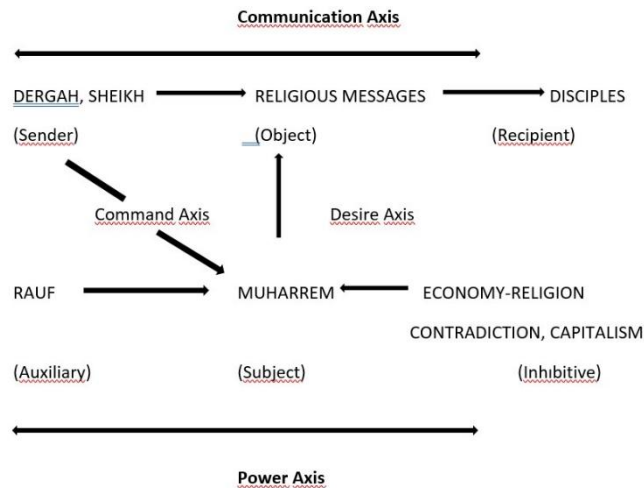 Communication Axis
DERGAH, SHEIKH RELIGIOUS MESSAGES DISCIPLES
(Sender) (Object) (Recipient)
Command Axis Desire Axis
RAUF MUHARREM ECONOMY-RELIGION
CONTRADICTION, CAPITALISM
(Auxiliary) (Subject) (Inhıbitive)
Power Axis